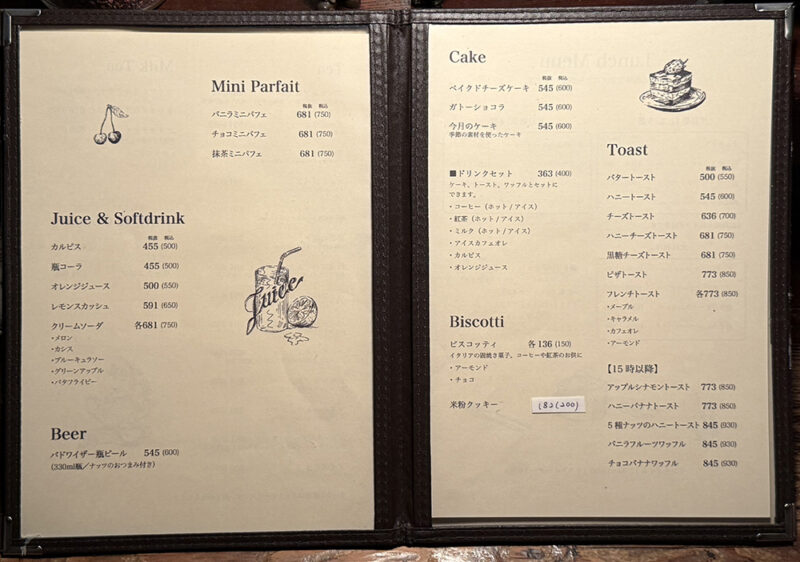 Mini Parfait
税抜 税込
バニラミニパフェ 681 (750)
チョコミニパフェ 681 (750)
抹茶ミニパフェ 681 (750)
Juice & Softdrink
税抜 税込
カルピス 455 (500)
瓶コーラ 455 (500)
オレンジジュース 500 (550)
レモンスカッシュ 591 (650)
クリームソーダ 各681 (750)
・メロン
・カシス
・ブルーキュラソー
・グリーンアップル
・バタフライピー
Juice
Beer
バドワイザー瓶ビール 545 (600)
(330ml瓶/ナッツのおつまみ付き)
Cake
税抜 税込
ベイクドチーズケーキ 545 (600)
ガトーショコラ 545 (600)
今月のケーキ 545 (600)
季節の素材を使ったケーキ
■ドリンクセット 363 (400)
ケーキ、トースト、ワッフルとセットに
できます。
・コーヒー (ホット / アイス)
・紅茶 (ホット / アイス)
・ミルク (ホット / アイス)
・アイスカフェオレ
・カルピス
・オレンジジュース
Biscotti
ビスコッティ 各136 (150)
イタリアの固焼き菓子。コーヒーや紅茶のお供に
・アーモンド
・チョコ
米粉クッキー 182(200)
Toast
税抜 税込
バタートースト 500 (550)
ハニートースト 545 (600)
チーズトースト 636 (700)
ハニーチーズトースト 681 (750)
黒糖チーズトースト 681 (750)
ピザトースト 773 (850)
フレンチトースト 各773 (850)
・メープル
・キャラメル
・カフェオレ
・アーモンド
【15時以降】
アップルシナモントースト 773 (850)
ハニーバナナトースト 773 (850)
5種ナッツのハニートースト 845 (930)
バニラフルーツワッフル 845 (930)
チョコバナナワッフル 845 (930)